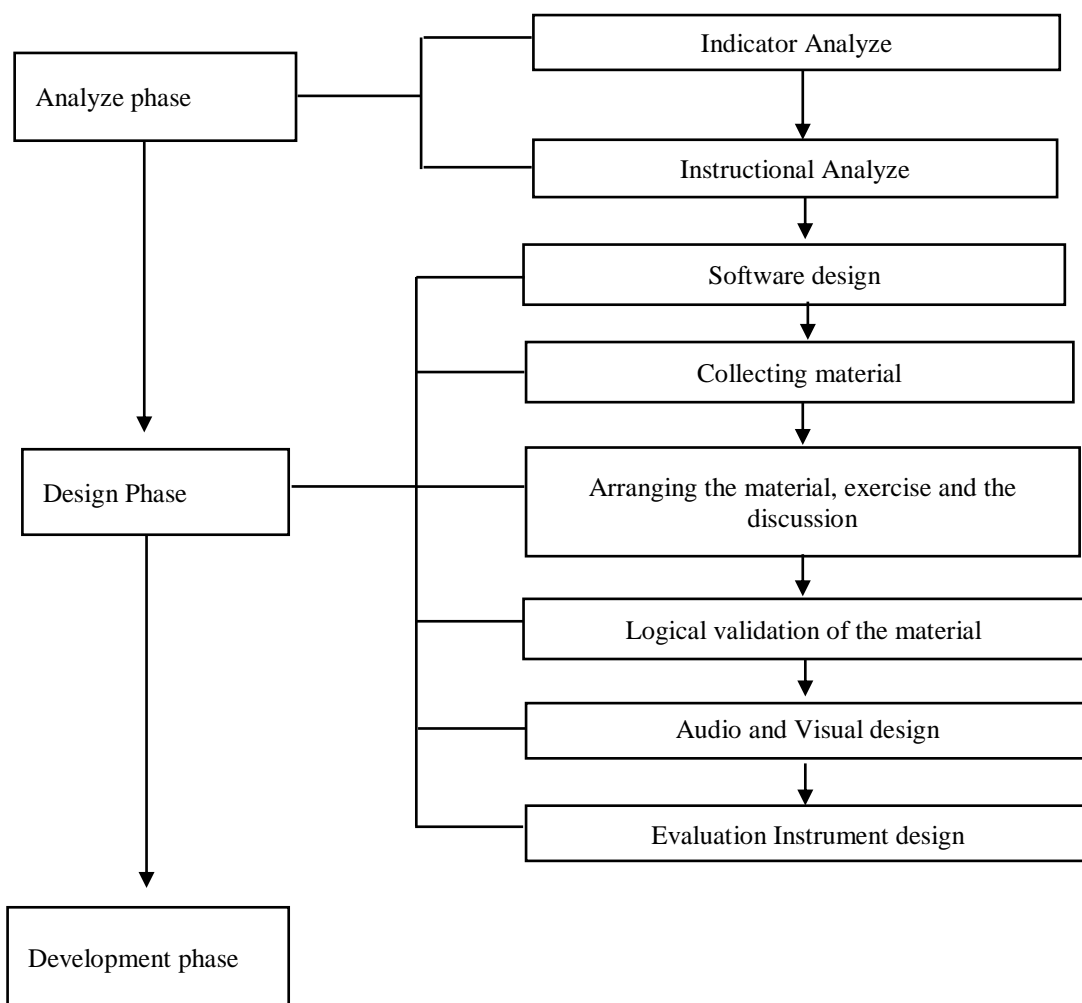 Indicator Analyze
Analyze phase
Instructional Analyze
Software design
Collecting material
Design Phase
Arranging the material, exercise and the
discussion
Logical validation of the material
Audio and Visual design
Evaluation Instrument design
Development phase